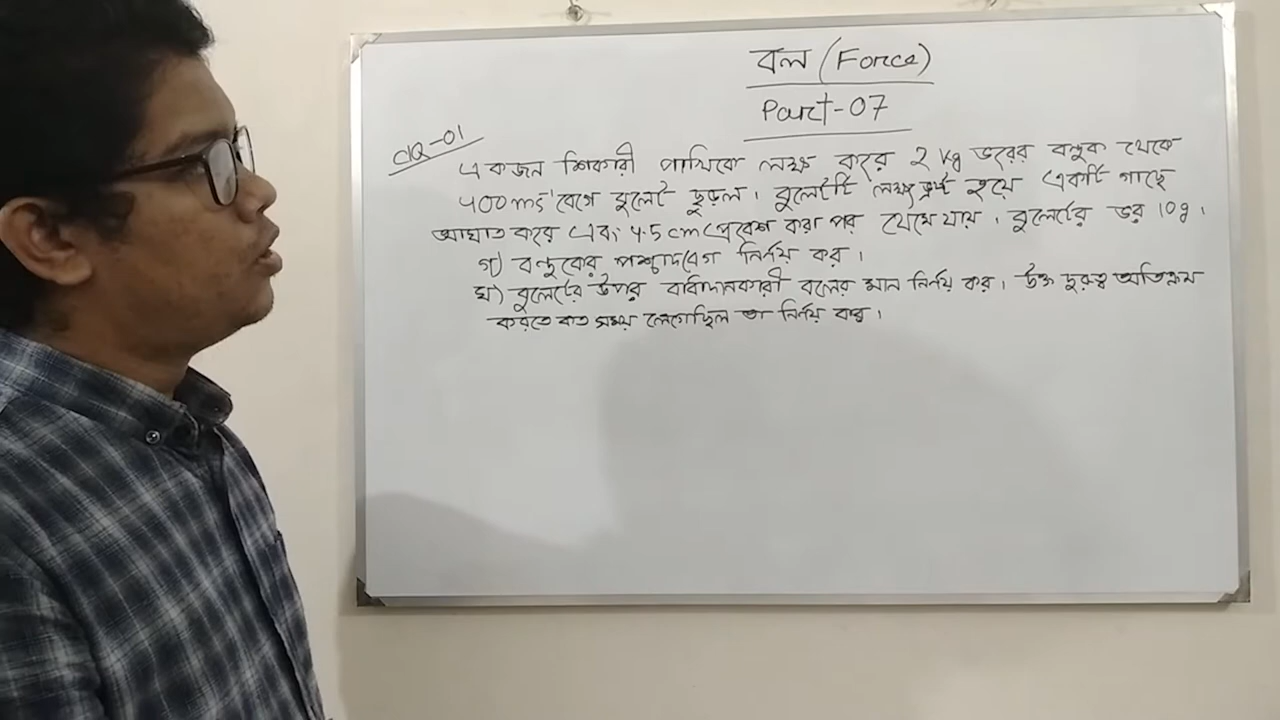 বল (Force)
Part-07
CQ-01
একজন শিকারী পাখিকে লক্ষ্য করে 2 kg ভরের বন্দুক থেকে
400 ms⁻¹ বেগে বুলেট ছুড়ল। বুলেটটি লক্ষ্য ভ্রষ্ট হয়ে একটি গাছে
আঘাত করে এবং 4.5 cm প্রবেশ করা পর থেমে যায়। বুলেটের ভর 10g।
গ) বন্দুকের পশ্চাদবেগ নির্ণয় কর।
ঘ) বুলেটের উপর বাধাদানকারী বলের মান নির্ণয় কর। উক্ত দুরত্ব অতিক্রম
করতে কত সময় লেগেছিল তা নির্ণয় কর।